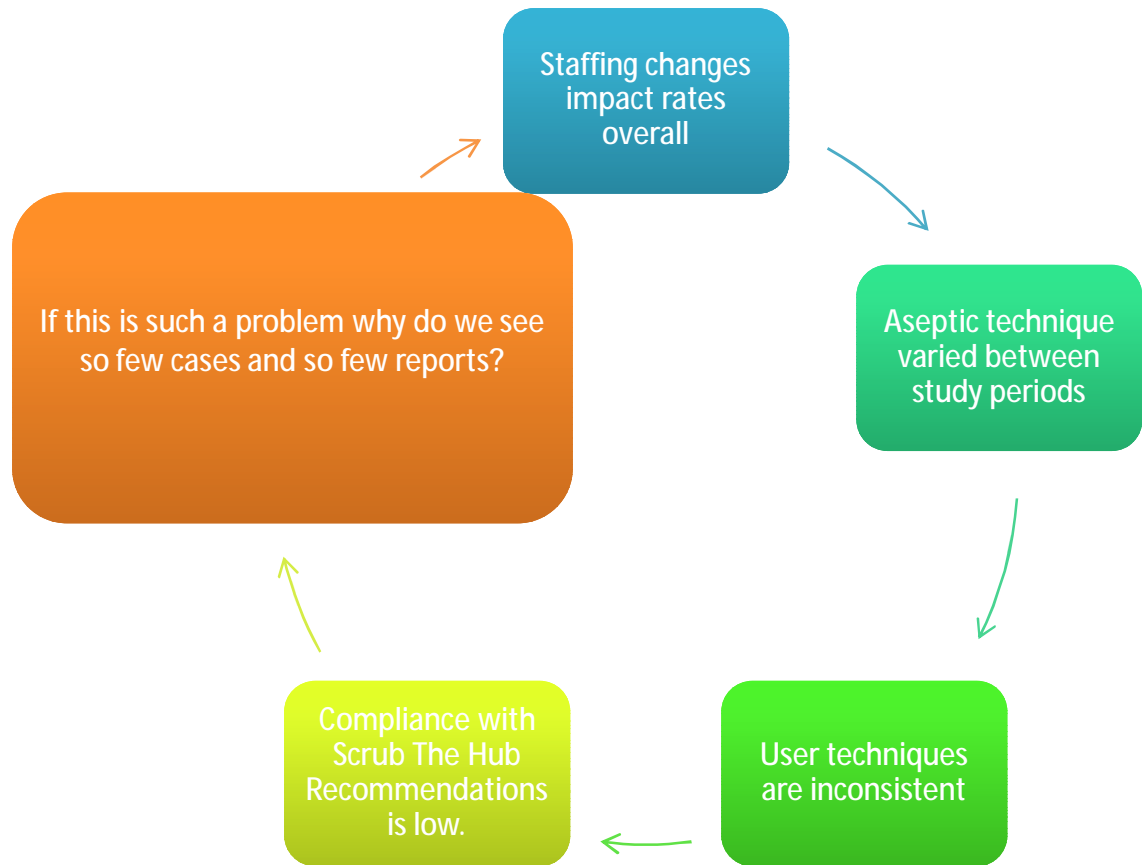 Staffing changes
impact rates
overall
Aseptic technique
varied between
study periods
User techniques
are inconsistent
Compliance with
Scrub The Hub
Recommendations
is low.
If this is such a problem why do we see
so few cases and so few reports?